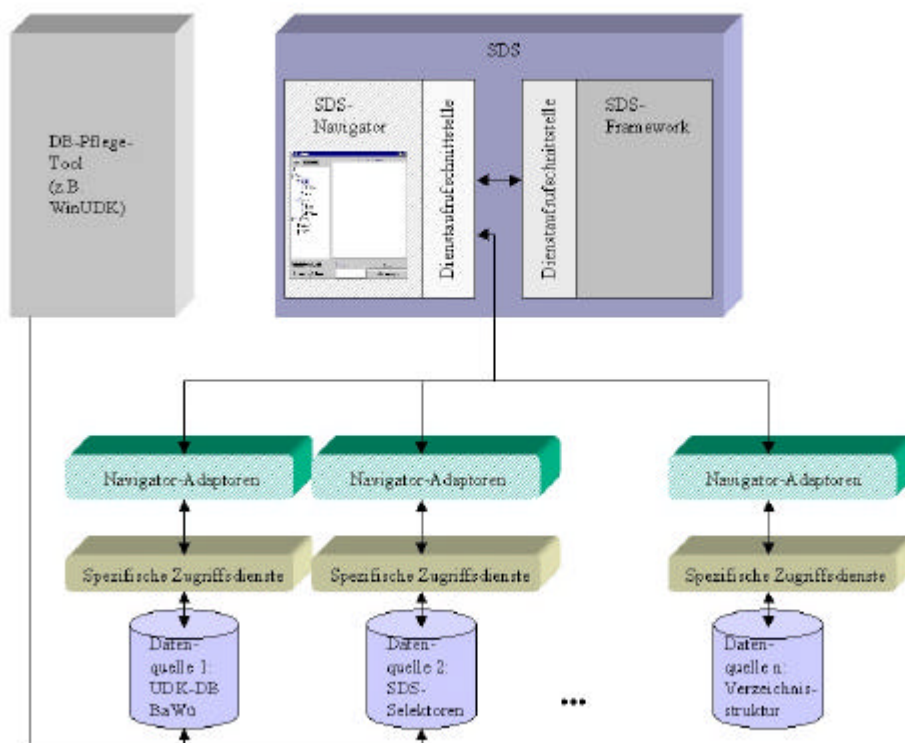 SDS
DB-Pflege-
Tool
(z.B
WinUDK)
SDS-
Navigator
Dienstaufrufschnittstelle
Dienstaufrufschnittstelle
SDS-
Framework
Navigator-Adaptoren
Navigator-Adaptoren
Navigator-Adaptoren
Spezifische Zugriffsdienste
Spezifische Zugriffsdienste
Spezifische Zugriffsdienste
Daten-
quelle 1:
UDK-DB
BaWü
Daten-
quelle 2:
SDS-
Selektoren
...
Daten-
quelle n:
Verzeichnis-
struktur